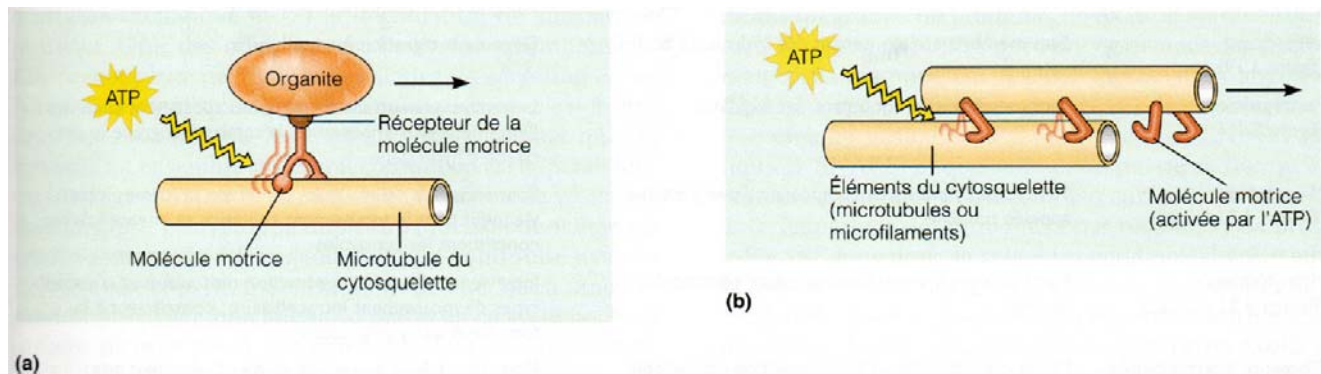 ATP
Organite
Récepteur de la
molécule motrice
Molécule motrice
Microtubule du
cytosquelette
(a)
ATP
Éléments du cytosquelette
(microtubules ou
microfilaments)
Molécule motrice
(activée par l'ATP)
(b)